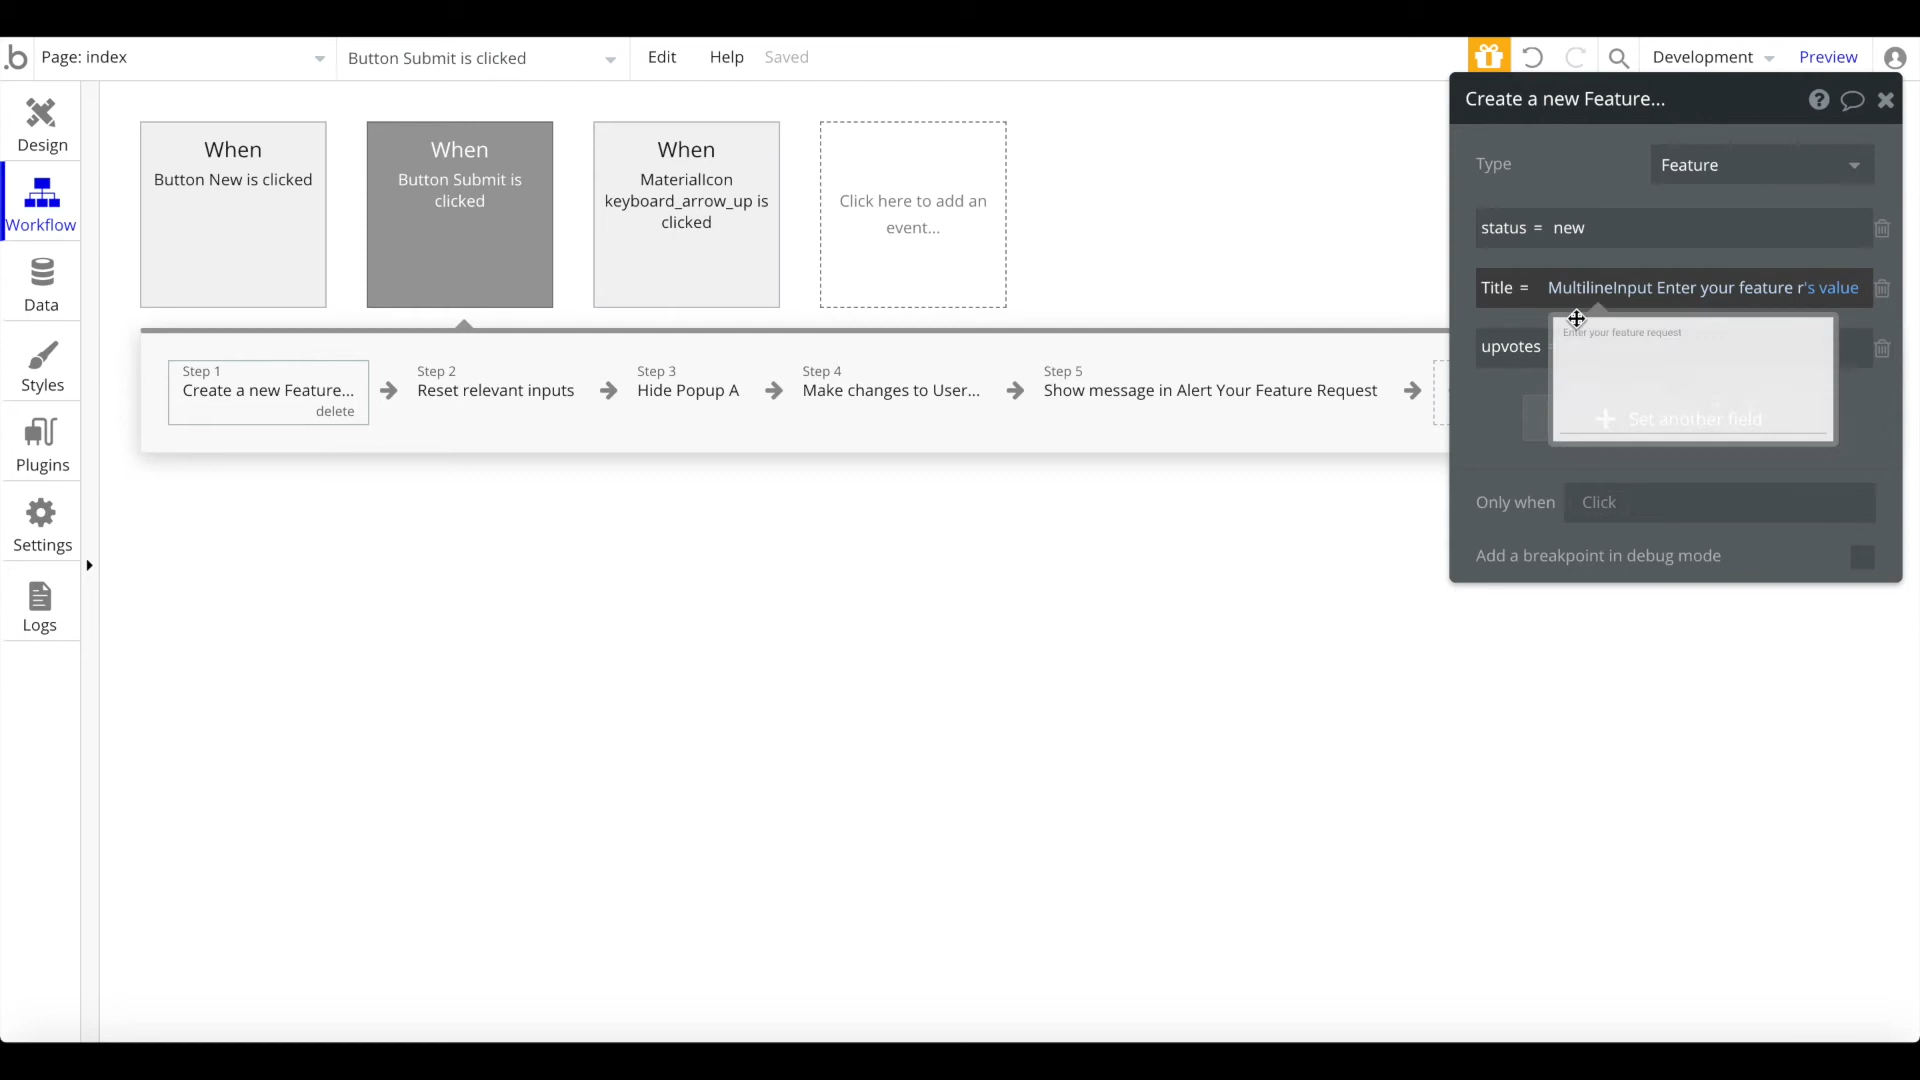 .b
Page: index
Button Submit is clicked
Edit
Help
Saved
Development
Preview
Design
Workflow
Data
Styles
Plugins
Settings
Logs
When
Button New is clicked
When
Button Submit is
clicked
When
MaterialIcon
keyboard_arrow_up is
clicked
Click here to add an
event...
Step 1
Create a new Feature...
delete
Step 2
Reset relevant inputs
Step 3
Hide Popup A
Step 4
Make changes to User...
Step 5
Show message in Alert Your Feature Request
Create a new Feature...
?
Type
Feature
status = new
Title = MultilineInput Enter your feature r's value
Enter your feature request
upvotes
Set another field
Only when
Click
Add a breakpoint in debug mode